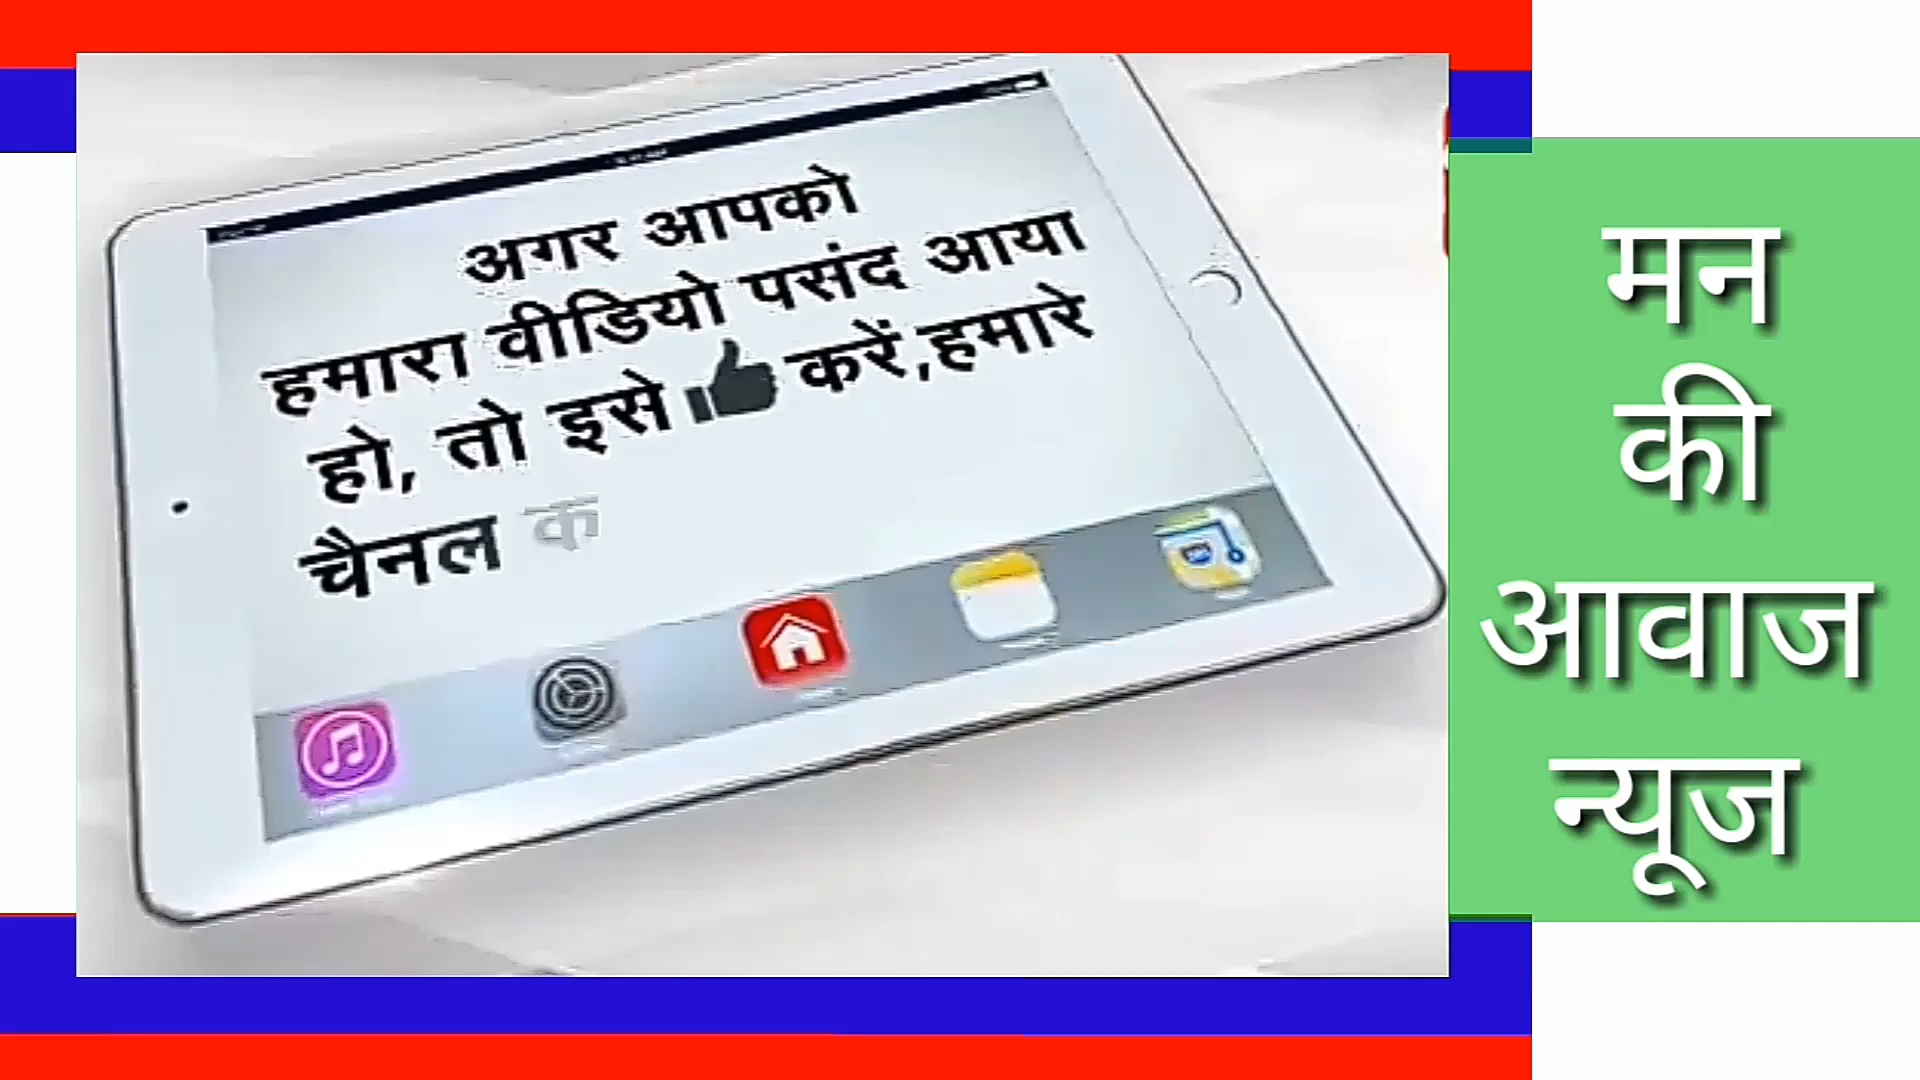 अगर आपको
हमारा वीडियो पसंद आया
हो, तो इसे करें,हमारे
चैनल क
मन
की
आवाज
न्यूज